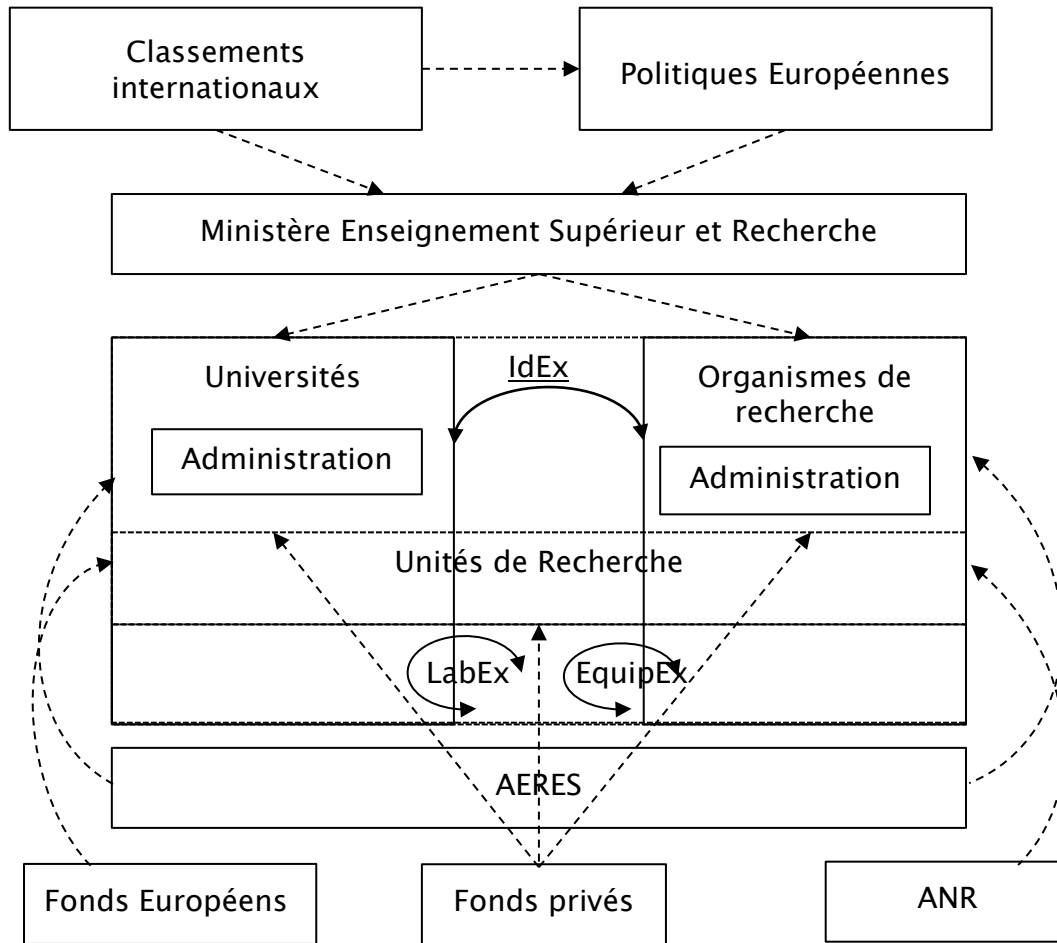 Classements
internationaux
Politiques Européennes
Ministère Enseignement Supérieur et Recherche
Universités
IdEx
Organismes de
recherche
Administration
Administration
Unités de Recherche
LabEx
EquipEx
AERES
Fonds Européens
Fonds privés
ANR